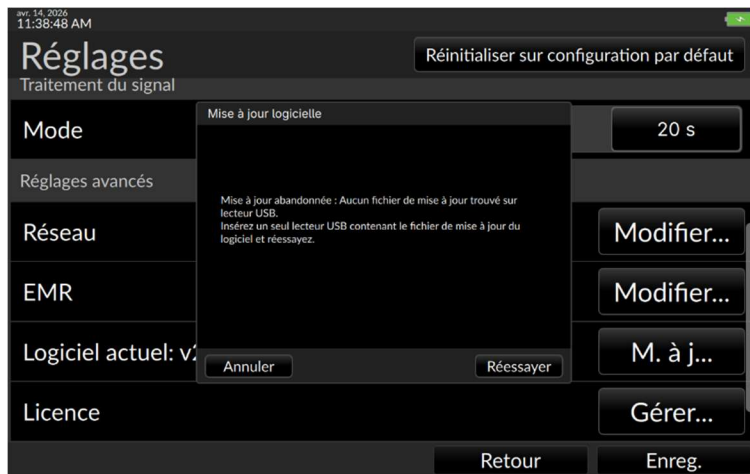 avr. 14, 2026
11:38:48 AM
Réglages
Réinitialiser sur configuration par défaut
Traitement du signal
Mode
20 s
Mise à jour logicielle
Mise à jour abandonnée : Aucun fichier de mise à jour trouvé sur
lecteur USB.
Insérez un seul lecteur USB contenant le fichier de mise à jour du
logiciel et réessayez.
Annuler
Réessayer
Réglages avancés
Réseau
Modifier...
EMR
Modifier...
Logiciel actuel:
M. à j...
Licence
Gérer...
Retour
Enreg.